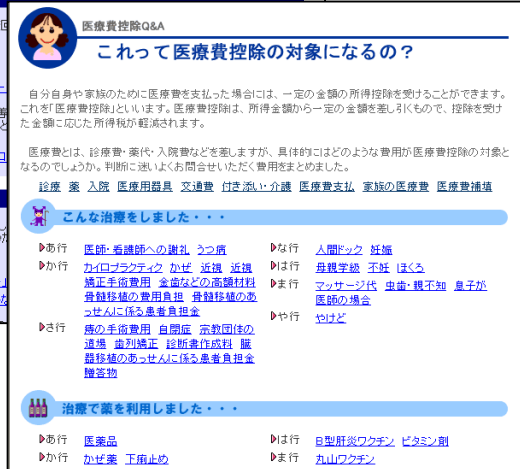 医療費控除Q&A
これって医療費控除の対象になるの？
自分自身や家族のために医療費を支払った場合には、一定の金額の所得控除を受けることができます。
これを「医療費控除」といいます。医療費控除は、所得金額から一定の金額を差し引くもので、控除を受け
た金額に応じた所得税が軽減されます。
医療費とは、診療費・薬代・入院費などを差しますが、具体的にはどのような費用が医療費控除の対象と
なるのでしょうか。判断に迷いよくお問合せいただく費用をまとめました。
診療 薬 入院 医療用器具 交通費 付き添い・介護 医療費支払 家族の医療費 医療費補填
こんな治療をしました・・・
あ行 医師・看護師への謝礼 うつ病
か行 カイロプラクティク かぜ 近視 近視
矯正手術費用 金歯などの高額材料
骨髄移植の費用負担 骨髄移植のあ
っせんに係る患者負担金
さ行 痔の手術費用 自閉症 宗教団体の
道場 歯列矯正 診断書作成料 臓
器移植のあっせんに係る患者負担金
贈答物
な行 人間ドック 妊娠
は行 母親学級 不妊 ほくろ
ま行 マッサージ代 虫歯・親不知 息子が
医師の場合
や行 やけど
治療で薬を利用しました・・・
あ行 医薬品
か行 かぜ薬 下痢止め
は行 B型肝炎ワクチン ビタミン剤
ま行 丸山ワクチン